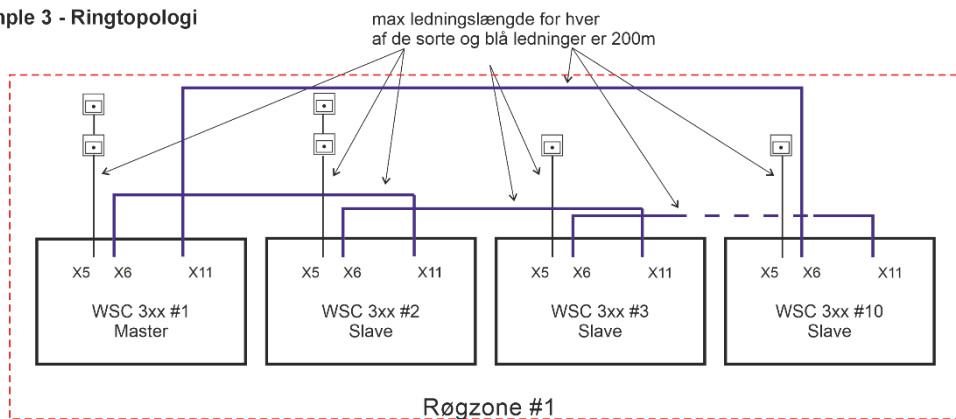 mple 3 - Ringtopologi
max ledningslængde for hver
af de sorte og blå ledninger er 200m
X5 X6 X11
WSC 3xx #1
Master
X5 X6 X11
WSC 3xx #2
Slave
X5 X6 X11
WSC 3xx #3
Slave
X5 X6 X11
WSC 3xx #10
Slave
Røgzone #1